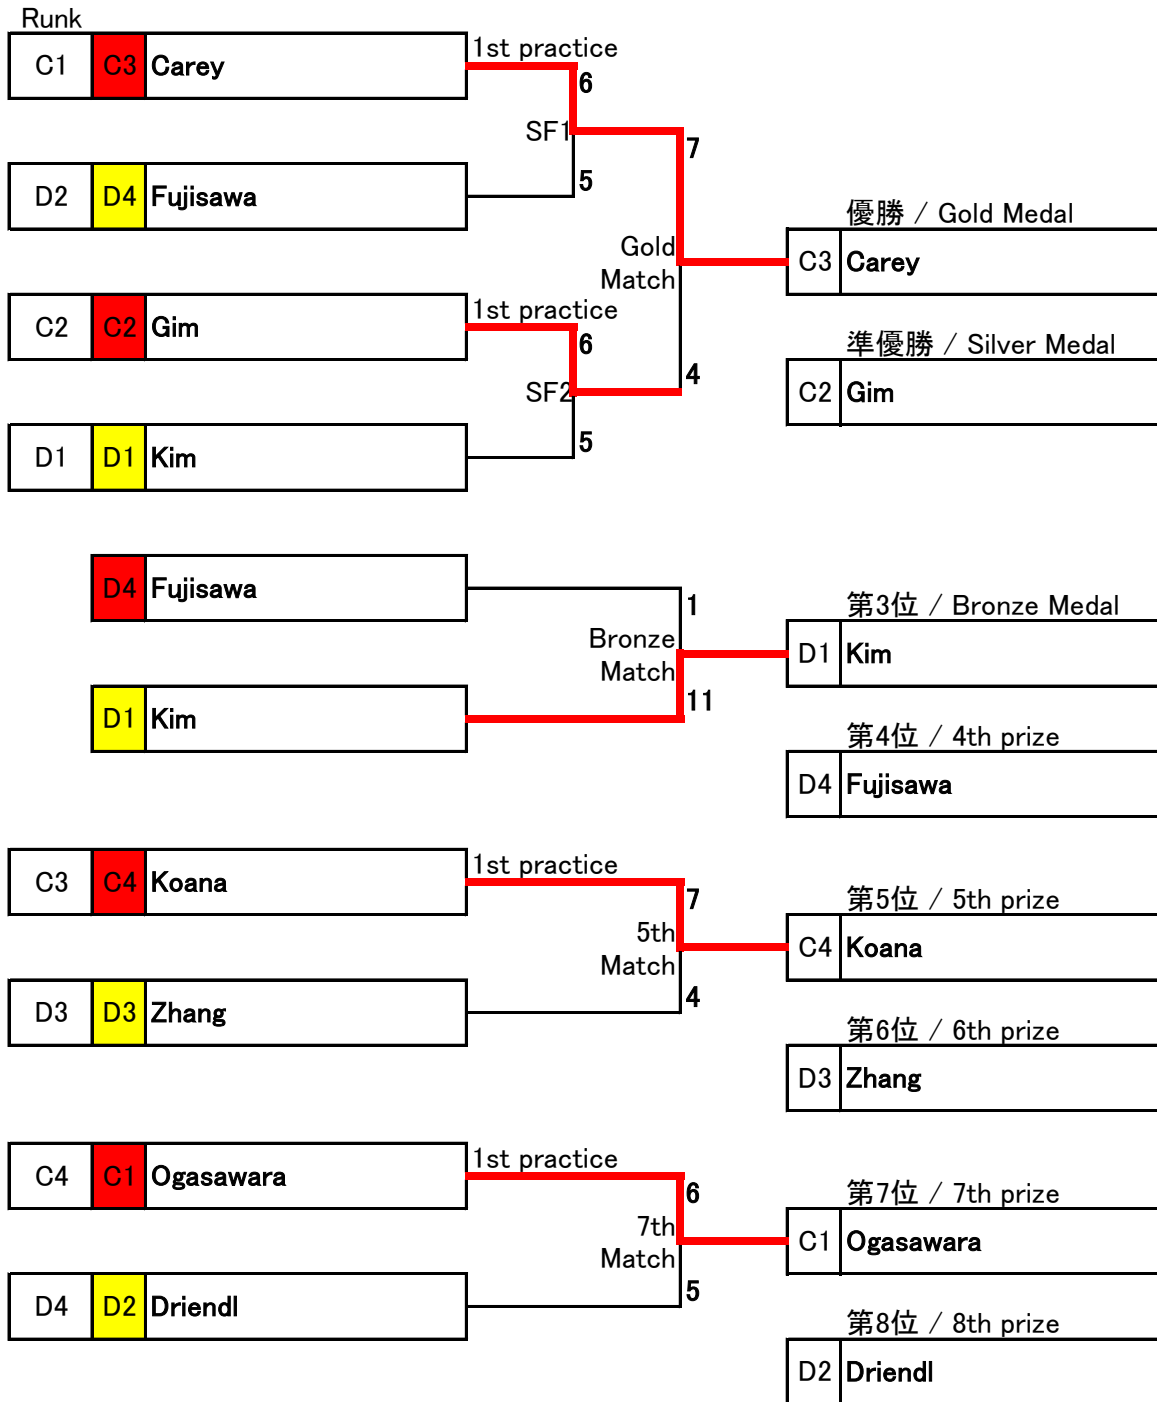 Runk
C1 C3 Carey
1st practice
6
SF1
7
5
D2 D4 Fujisawa
優勝 / Gold Medal
Gold
Match
C3 Carey
C2 C2 Gim
1st practice
6
準優勝 / Silver Medal
4
SF2
C2 Gim
5
D1 D1 Kim
D4 Fujisawa
1
第3位 / Bronze Medal
Bronze
Match
D1 Kim
11
D1 Kim
第4位 / 4th prize
D4 Fujisawa
C3 C4 Koana
1st practice
7
第5位 / 5th prize
5th
Match
C4 Koana
4
D3 D3 Zhang
第6位 / 6th prize
D3 Zhang
C4 C1 Ogasawara
1st practice
6
第7位 / 7th prize
7th
Match
C1 Ogasawara
5
D4 D2 Driendl
第8位 / 8th prize
D2 Driendl